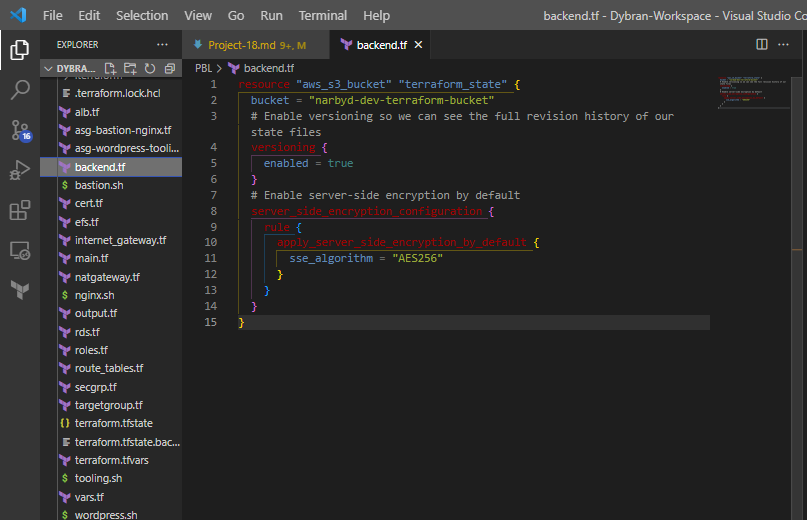 File Edit Selection View Go Run Terminal Help backend.tf - Dybran-Workspace - Visual Studio Co
EXPLORER ···
DYBRA...
.terraform
.terraform.lock.hcl
alb.tf
asg-bastion-nginx.tf
asg-wordpress-tooli...
backend.tf
bastion.sh
cert.tf
efs.tf
internet_gateway.tf
main.tf
natgateway.tf
nginx.sh
output.tf
rds.tf
roles.tf
route_tables.tf
secgrp.tf
targetgroup.tf
terraform.tfstate
terraform.tfstate.bac...
terraform.tfvars
tooling.sh
vars.tf
wordpress.sh
16
Project-18.md 9+, M backend.tf
PBL > backend.tf
1 resource "aws_s3_bucket" "terraform_state" {
2 bucket = "narbyd-dev-terraform-bucket"
3 # Enable versioning so we can see the full revision history of our
state files
4 versioning {
5 enabled = true
6 }
7 # Enable server-side encryption by default
8 server_side_encryption_configuration {
9 rule {
10 apply_server_side_encryption_by_default {
11 sse_algorithm = "AES256"
12 }
13 }
14 }
15 }